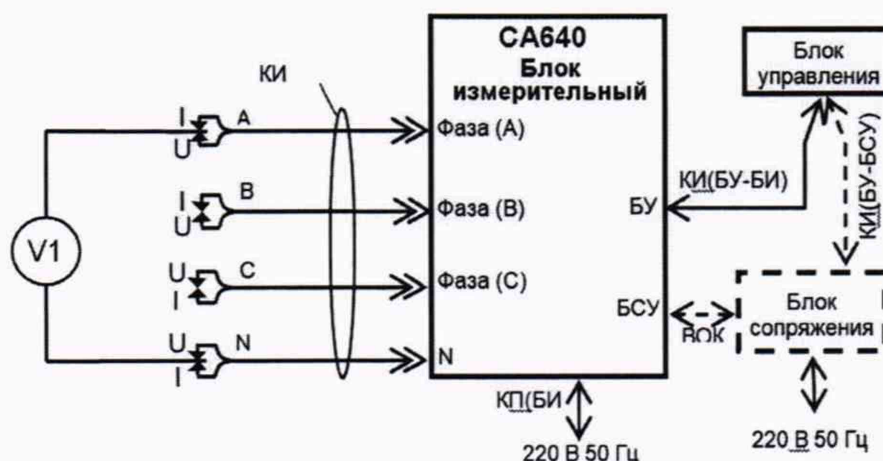 СА640
Блок
измерительный
Блок
управления
КИ
I
U
A
Фаза (А)
I
U
B
Фаза (В)
КИ(БУ-БИ)
БУ
КИ(БУ-БСУ)
V1
U
I
C
Фаза (С)
БСУ
ВОК
Блок
сопряжения
U
I
N
N
КП(БИ
220 В 50 Гц
220 В 50 Гц